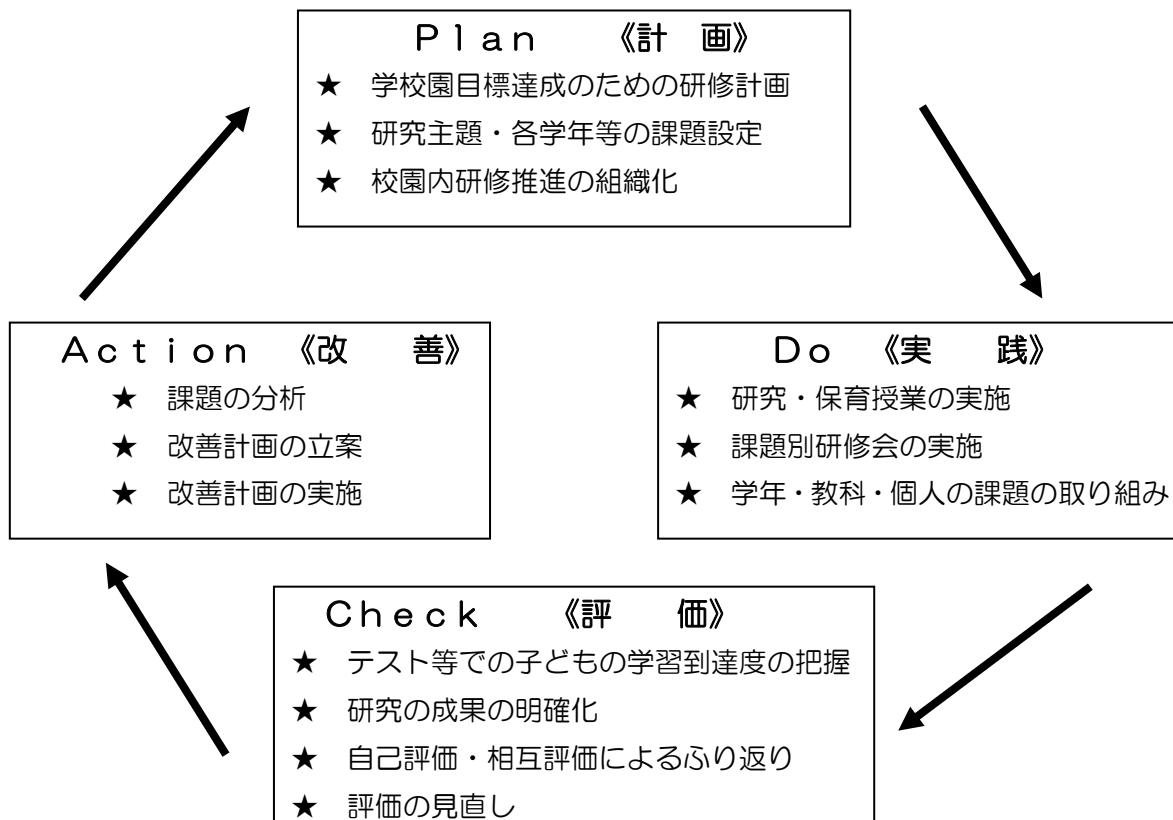 Ｐｌａｎ　《計　画》
★　学校園目標達成のための研修計画
★　研究主題・各学年等の課題設定
★　校園内研修推進の組織化
Ａｃｔｉｏｎ　《改　善》
★　課題の分析
★　改善計画の立案
★　改善計画の実施
Ｄｏ　《実　践》
★　研究・保育授業の実施
★　課題別研修会の実施
★　学年・教科・個人の課題の取り組み
Ｃｈｅｃｋ　《評　価》
★　テスト等での子どもの学習到達度の把握
★　研究の成果の明確化
★　自己評価・相互評価によるふり返り
★　評価の見直し